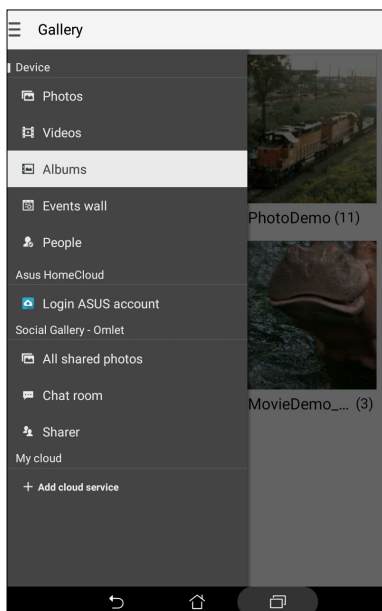 Gallery
Device
Photos
Videos
Albums
Events wall
People
Asus HomeCloud
Login ASUS account
Social Gallery - Omlet
All shared photos
Chat room
Sharer
My cloud
+ Add cloud service
PhotoDemo (11)
MovieDemo_... (3)